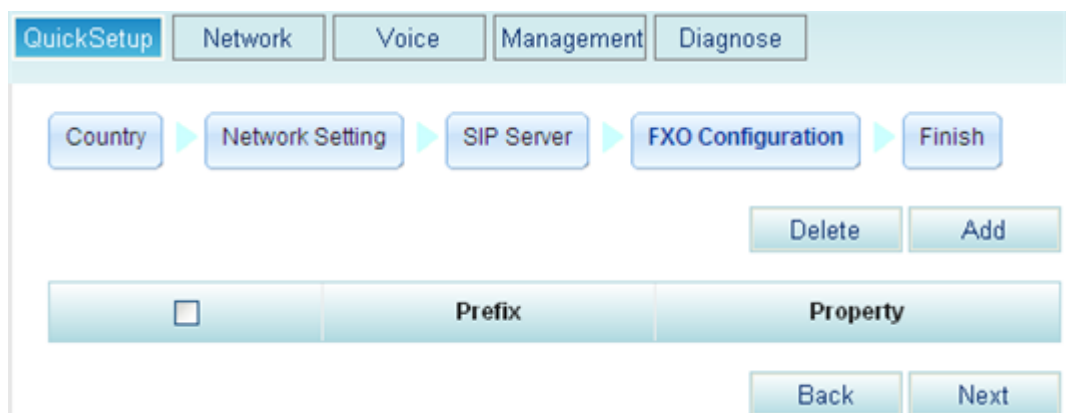 QuickSetup Network Voice Management Diagnose
Country Network Setting SIP Server FXO Configuration Finish
Delete Add
Prefix Property
Back Next